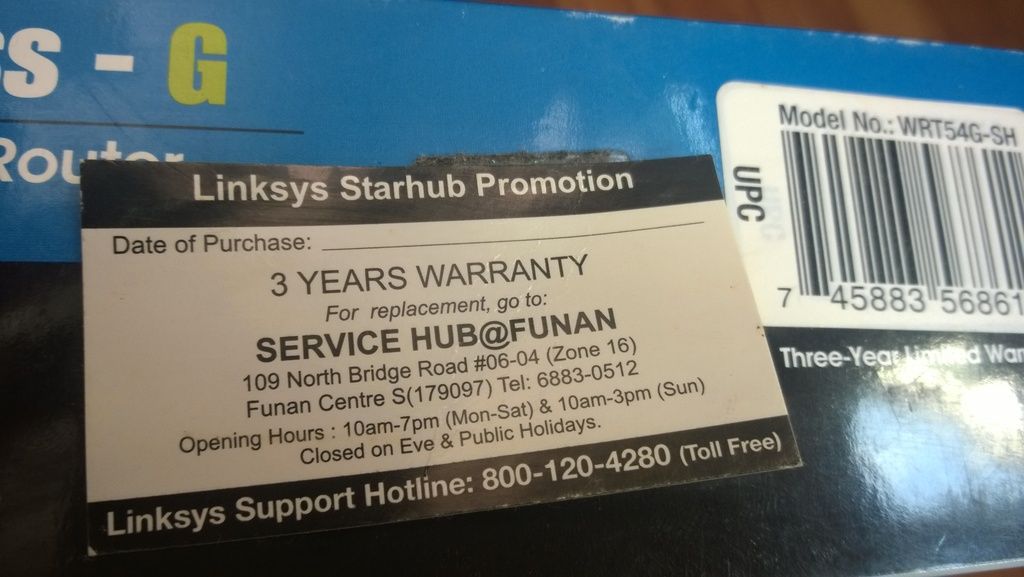 ss - G
Router
Linksys Starhub Promotion
Date of Purchase:
3 YEARS WARRANTY
For replacement, go to:
SERVICE HUB@FUNAN
109 North Bridge Road #06-04 (Zone 16)
Funan Centre S(179097) Tel: 6883-0512
Opening Hours : 10am-7pm (Mon-Sat) & 10am-3pm (Sun)
Closed on Eve & Public Holidays.
Linksys Support Hotline: 800-120-4280 (Toll Free)
Model No.: WRT54G-SH
UPC
7 45883 56861
Three-Year Limited War